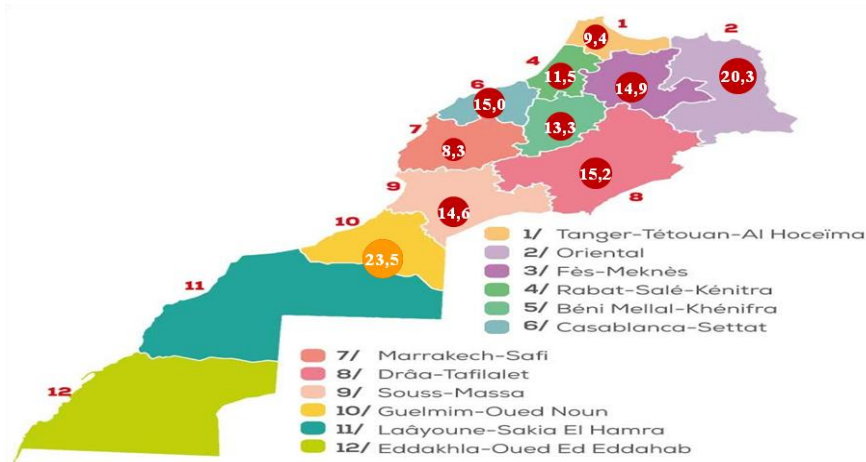 1
2
9,4
4
11,5
20,3
6
14,9
15,0
7
13,3
8,3
15,2
9
8
14,6
10
23,5
11
12
1/ Tanger-Tétouan-Al Hoceïma
2/ Oriental
3/ Fès-Meknès
4/ Rabat-Salé-Kénitra
5/ Béni Mellal-Khénifra
6/ Casablanca-Settat
7/ Marrakech-Safi
8/ Drâa-Tafilalet
9/ Souss-Massa
10/ Guelmim-Oued Noun
11/ Laâyoune-Sakia El Hamra
12/ Eddakhla-Oued Ed Eddahab